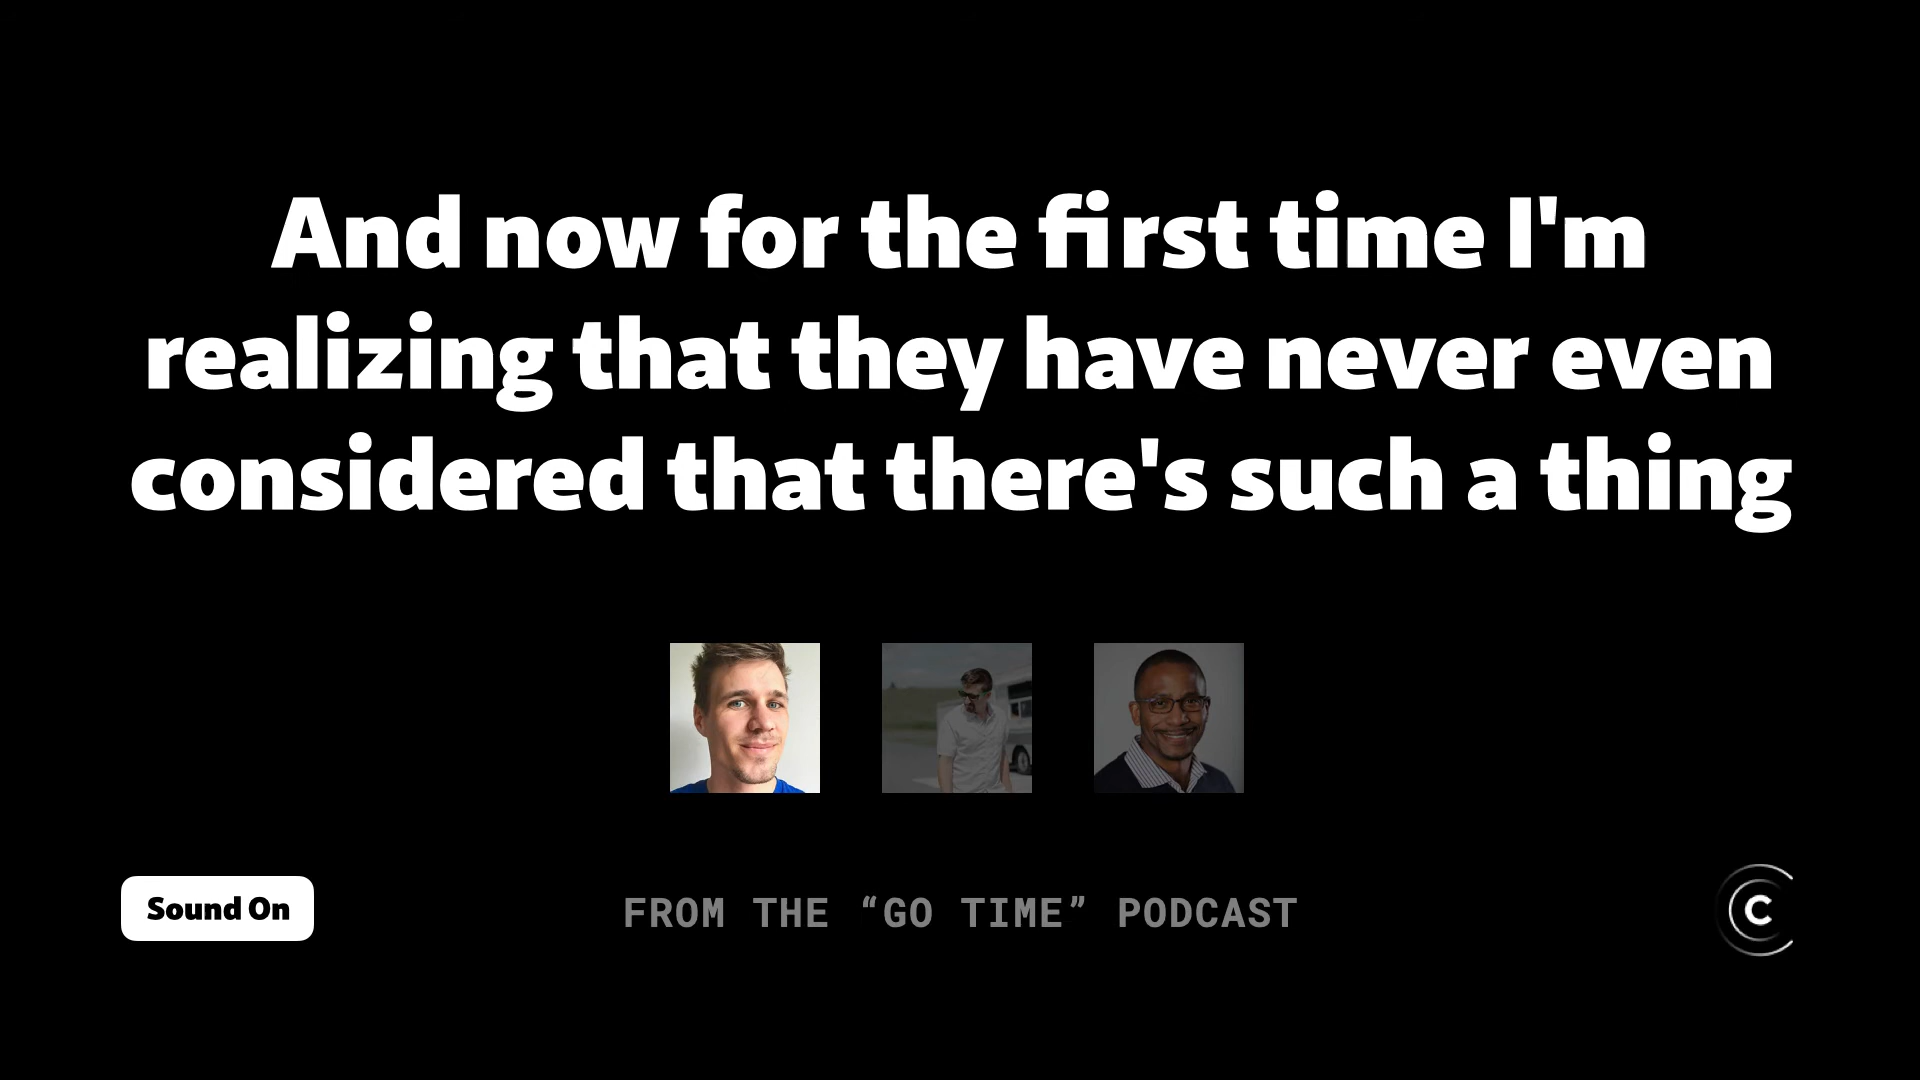 And now for the first time I'm
realizing that they have never even
considered that there's such a thing
Sound On
FROM THE “GO TIME” PODCAST
C